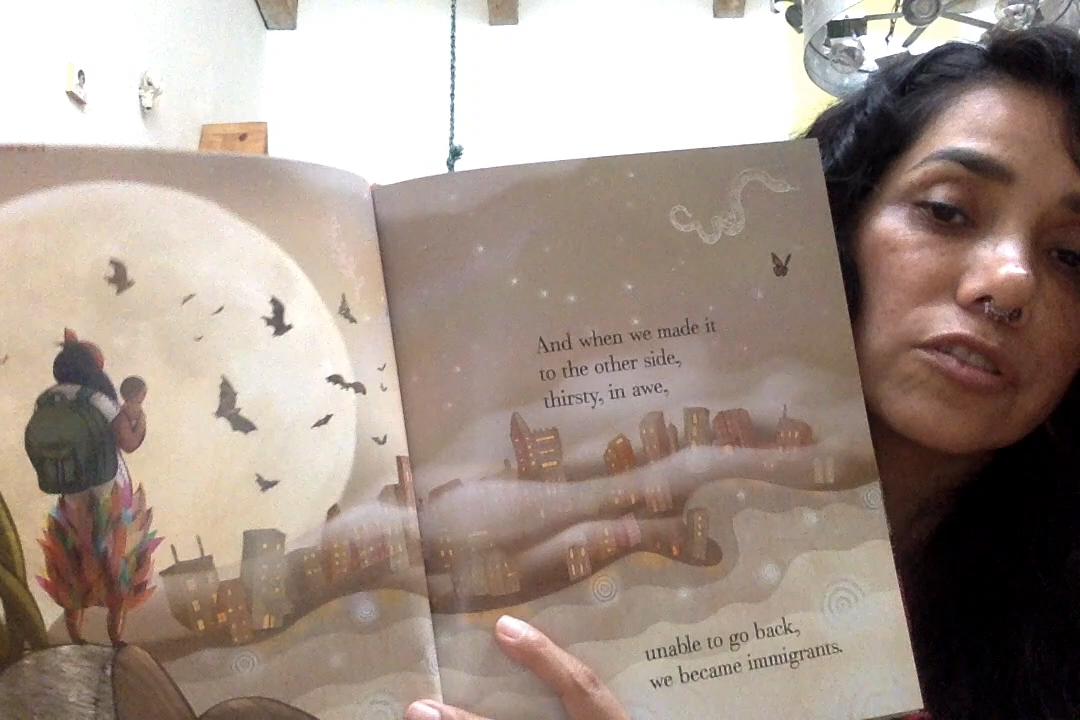 And when we made it
to the other side,
thirsty, in awe,
unable to go back,
we became immigrants.